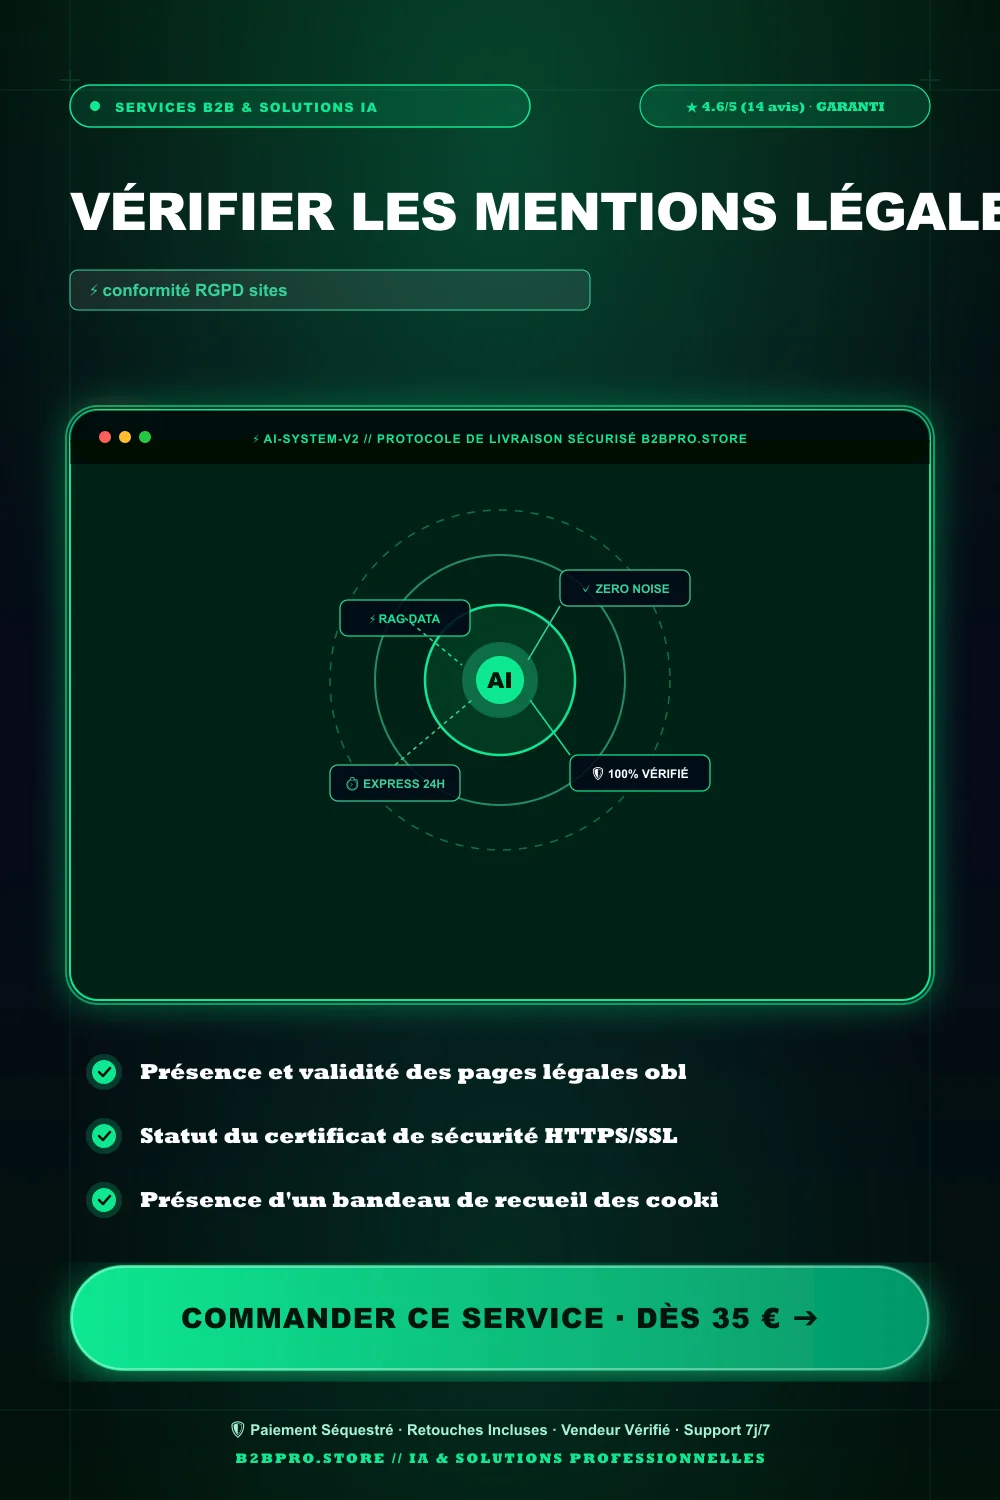 SERVICES B2B & SOLUTIONS IA
★ 4.6/5 (14 avis) · GARANTI
VÉRIFIER LES MENTIONS LÉGALE
⚡ conformité RGPD sites
⚡ AI-SYSTEM-V2 // PROTOCOLE DE LIVRAISON SÉCURISÉ B2BPRO.STORE
✓ ZERO NOISE
⚡ RAG-DATA
AI
🛡 100% VÉRIFIÉ
⏱ EXPRESS 24H
Présence et validité des pages légales obl
Statut du certificat de sécurité HTTPS/SSL
Présence d'un bandeau de recueil des cooki
COMMANDER CE SERVICE · DÈS 35 € ➔
🛡 Paiement Séquestré · Retouches Incluses · Vendeur Vérifié · Support 7j/7
B2BPRO.STORE // IA & SOLUTIONS PROFESSIONNELLES